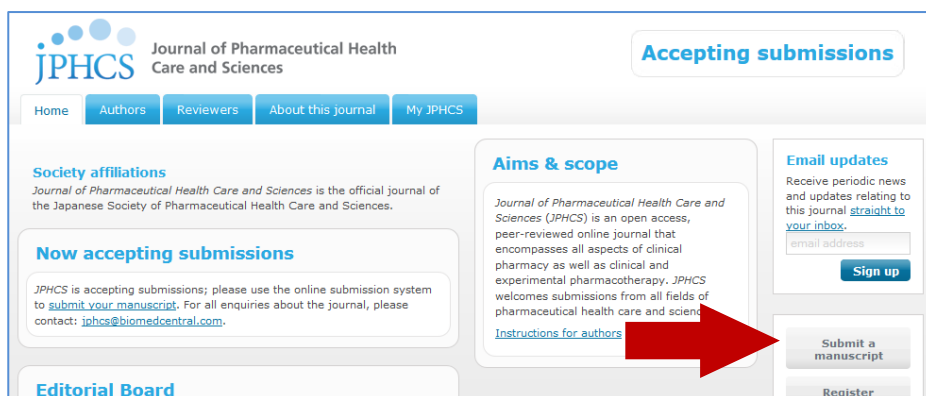 JPHCS
Journal of Pharmaceutical Health
Care and Sciences
Accepting submissions
Home
Authors
Reviewers
About this journal
My JPHCS
Society affiliations
Journal of Pharmaceutical Health Care and Sciences is the official journal of
the Japanese Society of Pharmaceutical Health Care and Sciences.
Now accepting submissions
JPHCS is accepting submissions; please use the online submission system
to submit your manuscript. For all enquiries about the journal, please
contact: jphcs@biomedcentral.com.
Editorial Board
Aims & scope
Journal of Pharmaceutical Health Care and
Sciences (JPHCS) is an open access,
peer-reviewed online journal that
encompasses all aspects of clinical
pharmacy as well as clinical and
experimental pharmacotherapy. JPHCS
welcomes submissions from all fields of
pharmaceutical health care and
Instructions for authors
Email updates
Receive periodic news
and updates relating to
this journal straight to
your inbox.
email address
Sign up
Submit a
manuscript
Register